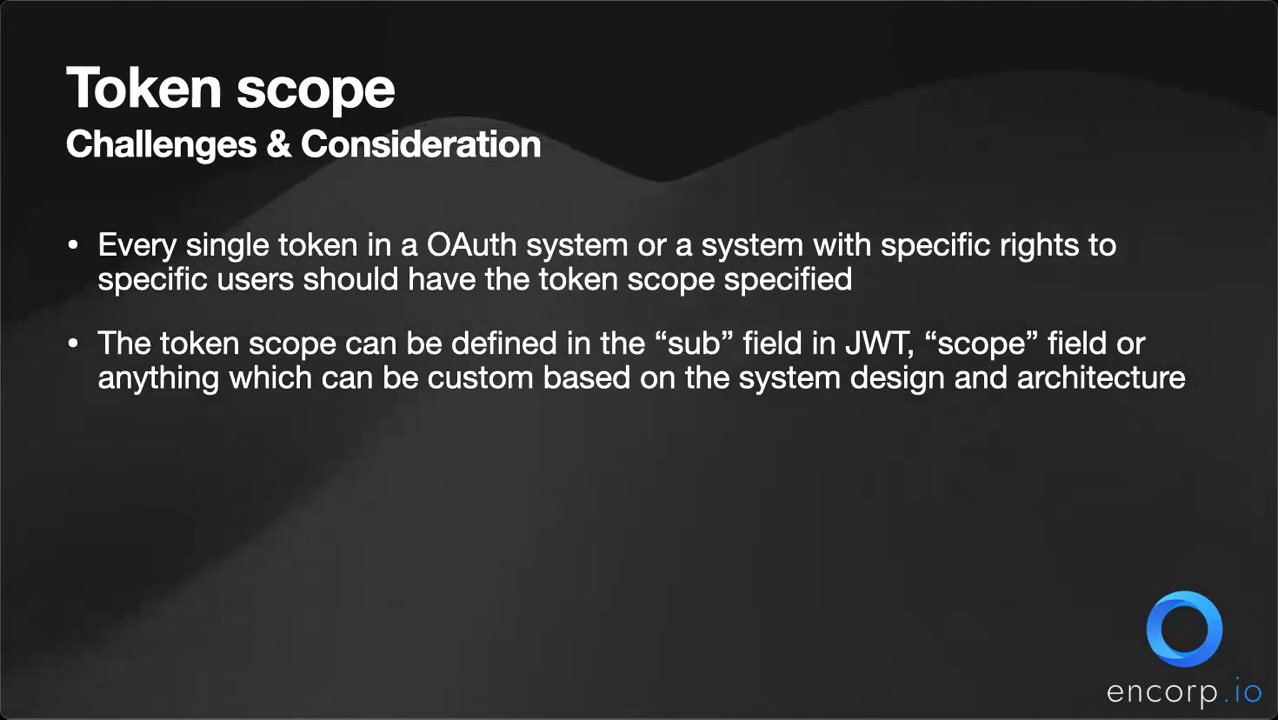 Token scope
Challenges & Consideration
• Every single token in a OAuth system or a system with specific rights to
specific users should have the token scope specified
• The token scope can be defined in the “sub” field in JWT, “scope” field or
anything which can be custom based on the system design and architecture
encorp.io